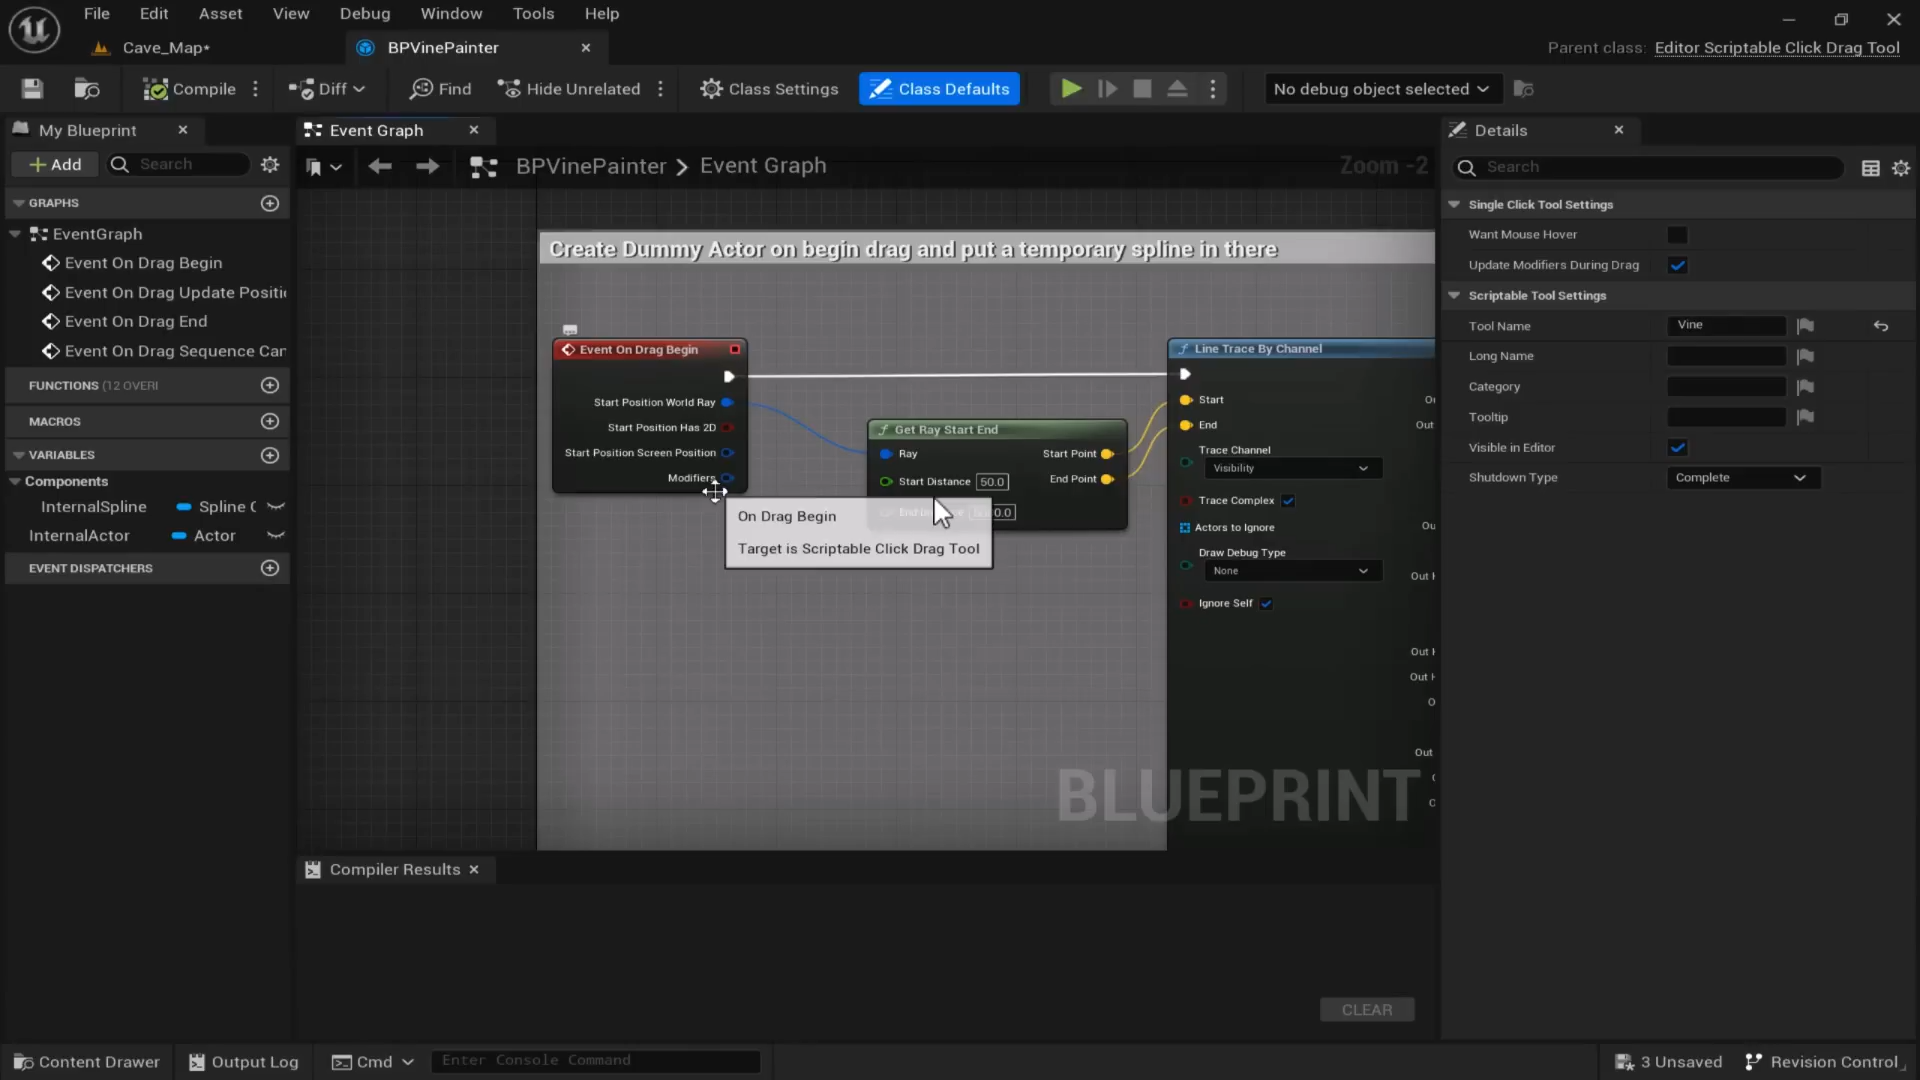 File Edit Asset View Debug Window Tools Help
Cave_Map*
BPVinePainter
Parent class: Editor Scriptable Click Drag Tool
Compile
Diff
Find
Hide Unrelated
Class Settings
Class Defaults
No debug object selected
My Blueprint
Add
Search
GRAPHS
EventGraph
Event On Drag Begin
Event On Drag Update Positi
Event On Drag End
Event On Drag Sequence Can
FUNCTIONS (12 OVERI
MACROS
VARIABLES
Components
InternalSpline Spline C
InternalActor Actor
EVENT DISPATCHERS
Event Graph
BPVinePainter > Event Graph
Zoom -2
Create Dummy Actor on begin drag and put a temporary spline in there
Event On Drag Begin
Start Position World Ray
Start Position Has 2D
Start Position Screen Position
Modifiers
On Drag Begin
Target is Scriptable Click Drag Tool
Get Ray Start End
Ray Start Point
Start Distance 50.0 End Point
Line Trace By Channel
Start
End
Trace Channel
Visibility
Trace Complex
Actors to Ignore
Draw Debug Type
None
Ignore Self
Ou
Out
Ou
Out H
Out H
Out H
O
Out
BLUEPRINT
Compiler Results
CLEAR
Details
Search
Single Click Tool Settings
Want Mouse Hover
Update Modifiers During Drag
Scriptable Tool Settings
Tool Name Vine
Long Name
Category
Tooltip
Visible in Editor
Shutdown Type Complete
Content Drawer
Output Log
Cmd
Enter Console Command
3 Unsaved
Revision Control